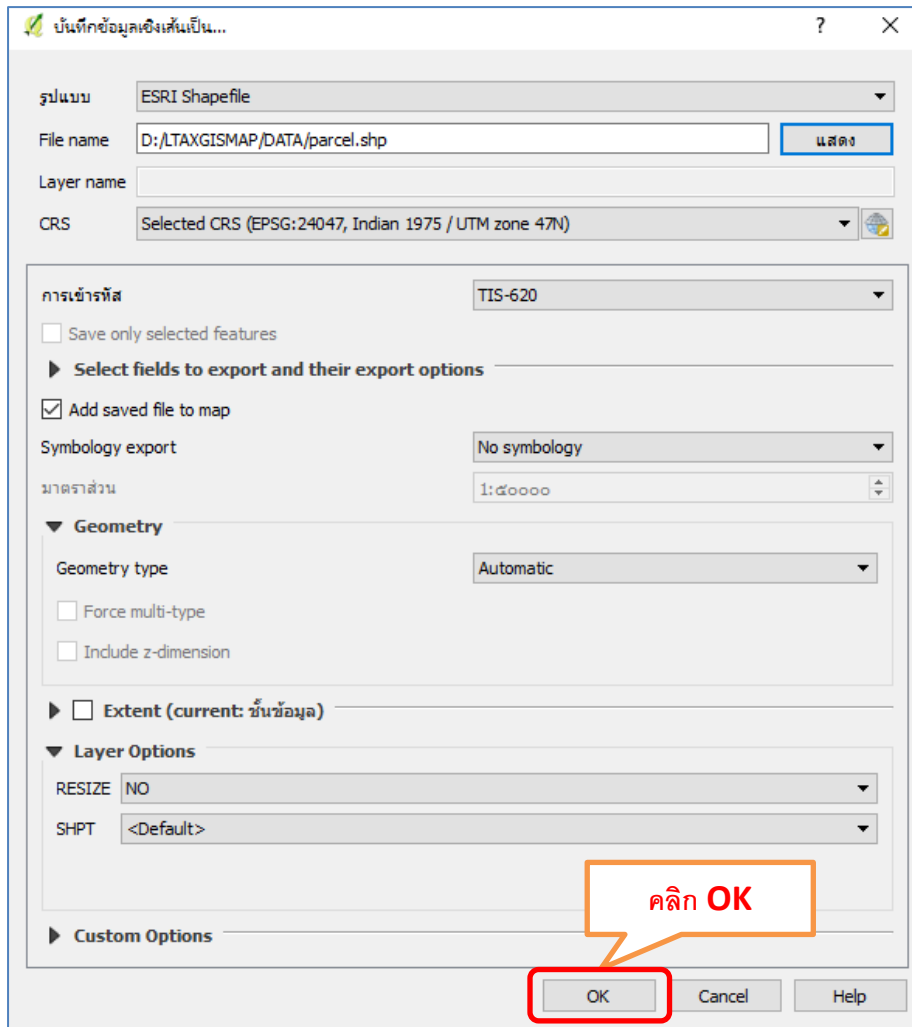 บันทึกข้อมูลเชิงเส้นเป็น... ?
รูปแบบ ESRI Shapefile
File name D:/LTAXGISMAP/DATA/parcel.shp แสดง
Layer name
CRS Selected CRS (EPSG:24047, Indian 1975 / UTM zone 47N)
การเข้ารหัส TIS-620
Save only selected features
Select fields to export and their export options
Add saved file to map
Symbology export No symbology
มาตราส่วน 1:๕๐๐๐๐
Geometry
Geometry type Automatic
Force multi-type
Include z-dimension
Extent (current: ชั้นข้อมูล)
Layer Options
RESIZE NO
SHPT <Default>
คลิก OK
Custom Options
OK Cancel Help